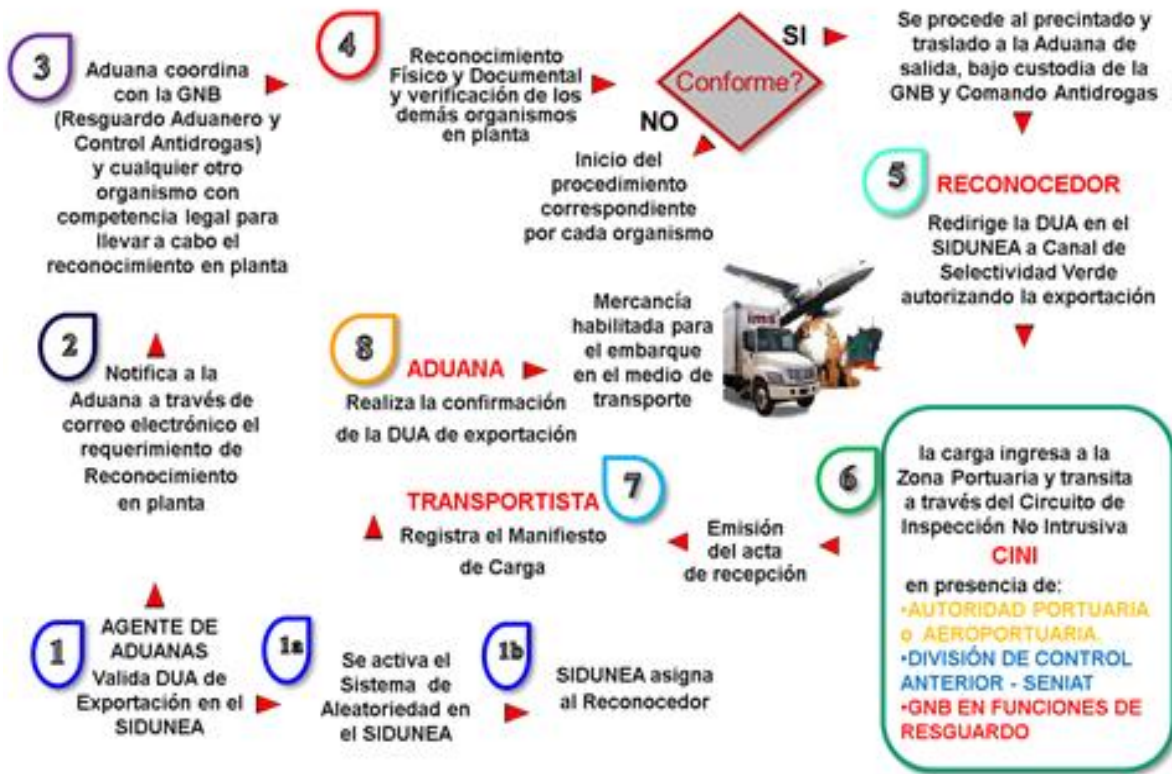 3
Aduana coordina
con la GNB
(Resguardo Aduanero y
Control Antidrogas)
y cualquier otro
organismo con
competencia legal para
llevar a cabo el
reconocimiento en planta
4
Reconocimiento
Físico y Documental
y verificación de los
demás organismos
en planta
Conforme?
SI
NO
Inicio del
procedimiento
correspondiente
por cada organismo
Se procede al precintado y
traslado a la Aduana de
salida, bajo custodia de la
GNB y Comando Antidrogas
5
RECONOCEDOR
Redirige la DUA en el
SIDUNEA a Canal de
Selectividad Verde
autorizando la exportación
2
Notifica a la
Aduana a través de
correo electrónico el
requerimiento de
Reconocimiento
en planta
8
ADUANA
Realiza la confirmación
de la DUA de exportación
Mercancía
habilitada para
el embarque
en el medio de
transporte
ims
6
la carga ingresa a la
Zona Portuaria y transita
a través del Circuito de
Inspección No Intrusiva
CINI
en presencia de:
•AUTORIDAD PORTUARIA
o AEROPORTUARIA.
•DIVISIÓN DE CONTROL
ANTERIOR - SENIAT
•GNB EN FUNCIONES DE
RESGUARDO
Emisión
del acta
de recepción
7
TRANSPORTISTA
Registra el Manifiesto
de Carga
1
AGENTE DE
ADUANAS
Valida DUA de
Exportación en el
SIDUNEA
1a
Se activa el
Sistema de
Aleatoriedad en
el SIDUNEA
1b
SIDUNEA asigna
al Reconocedor